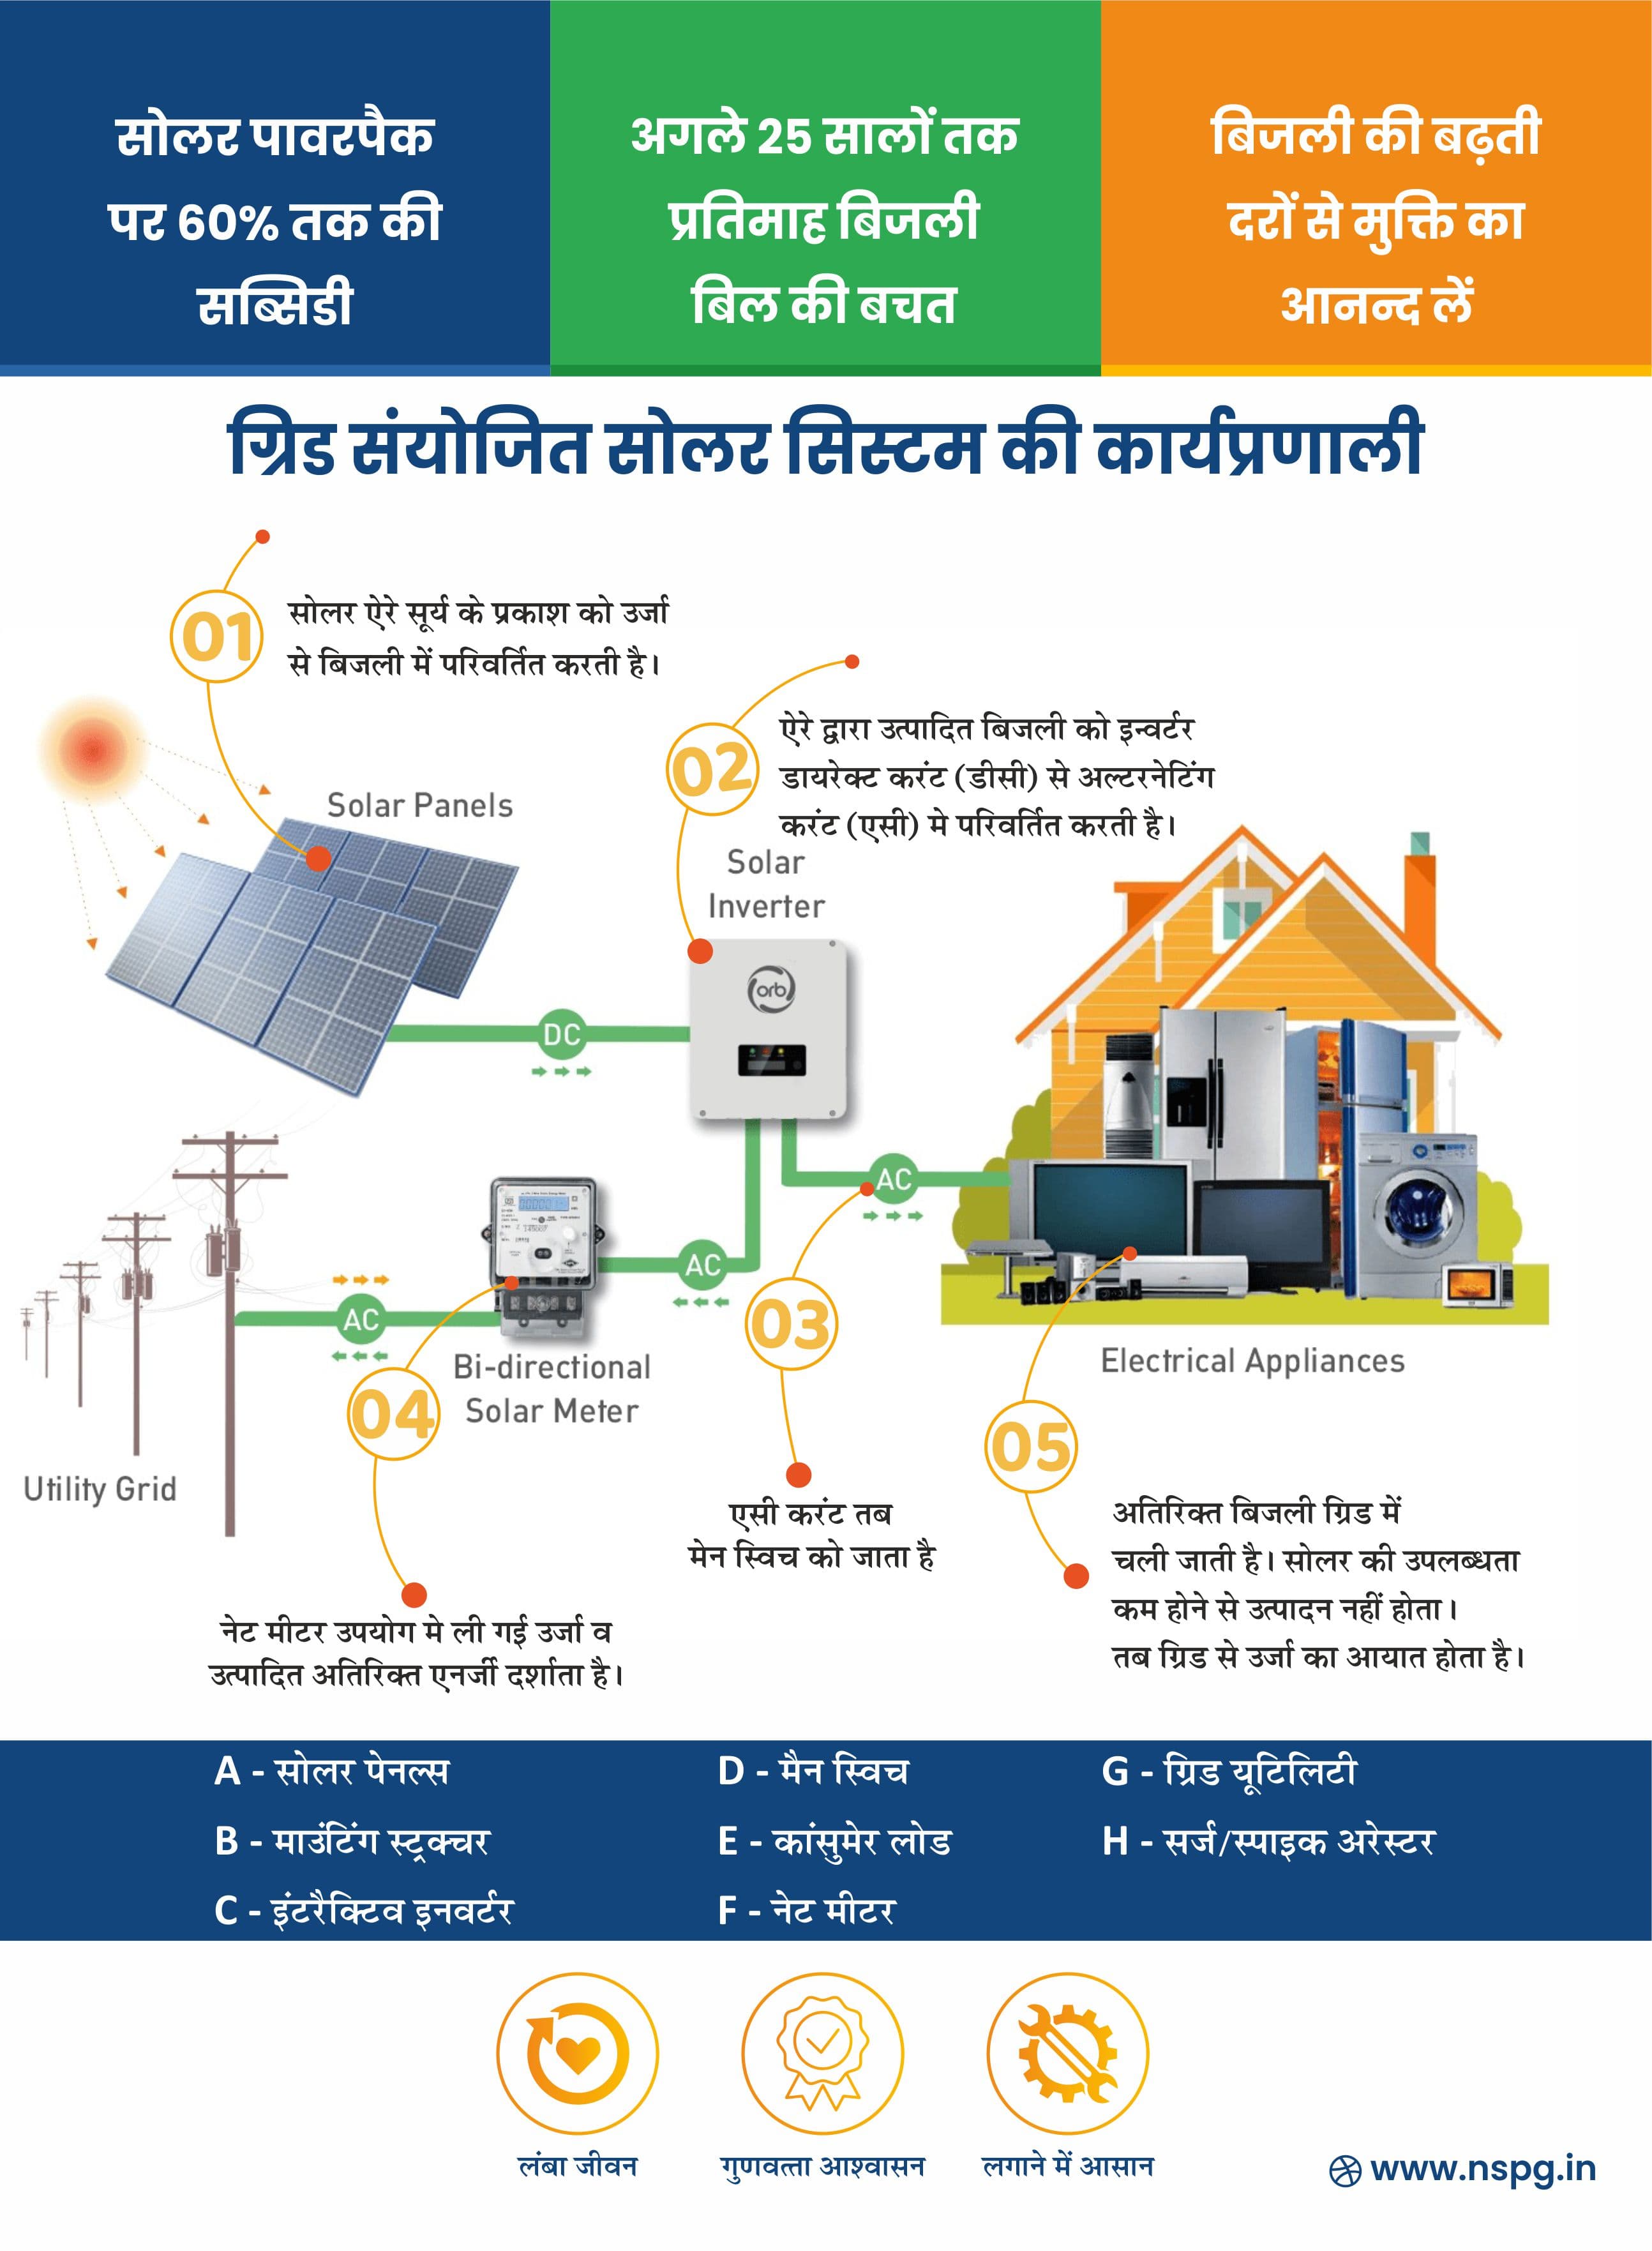 सोलर पावरपैक
पर 60% तक की
सब्सिडी
अगले 25 सालों तक
प्रतिमाह बिजली
बिल की बचत
बिजली की बढ़ती
दरों से मुक्ति का
आनन्द लें
ग्रिड संयोजित सोलर सिस्टम की कार्यप्रणाली
01
सोलर ऐरे सूर्य के प्रकाश को उर्जा
से बिजली में परिवर्तित करती है।
02
ऐरे द्वारा उत्पादित बिजली को इन्वर्टर
डायरेक्ट करंट (डीसी) से अल्टरनेटिंग
करंट (एसी) मे परिवर्तित करती है।
Solar Panels
Solar
Inverter
orb
DC
AC
AC
AC
03
04
Bi-directional
Solar Meter
Electrical Appliances
05
Utility Grid
एसी करंट तब
मेन स्विच को जाता है
अतिरिक्त बिजली ग्रिड में
चली जाती है। सोलर की उपलब्धता
कम होने से उत्पादन नहीं होता।
तब ग्रिड से उर्जा का आयात होता है।
नेट मीटर उपयोग मे ली गई उर्जा व
उत्पादित अतिरिक्त एनर्जी दर्शाता है।
A - सोलर पेनल्स
B - माउंटिंग स्ट्रक्चर
C - इंटरैक्टिव इनवर्टर
D - मैन स्विच
E - कांसुमेर लोड
F - नेट मीटर
G - ग्रिड यूटिलिटी
H - सर्ज/स्पाइक अरेस्टर
लंबा जीवन
गुणवत्ता आश्वासन
लगाने में आसान
www.nspg.in